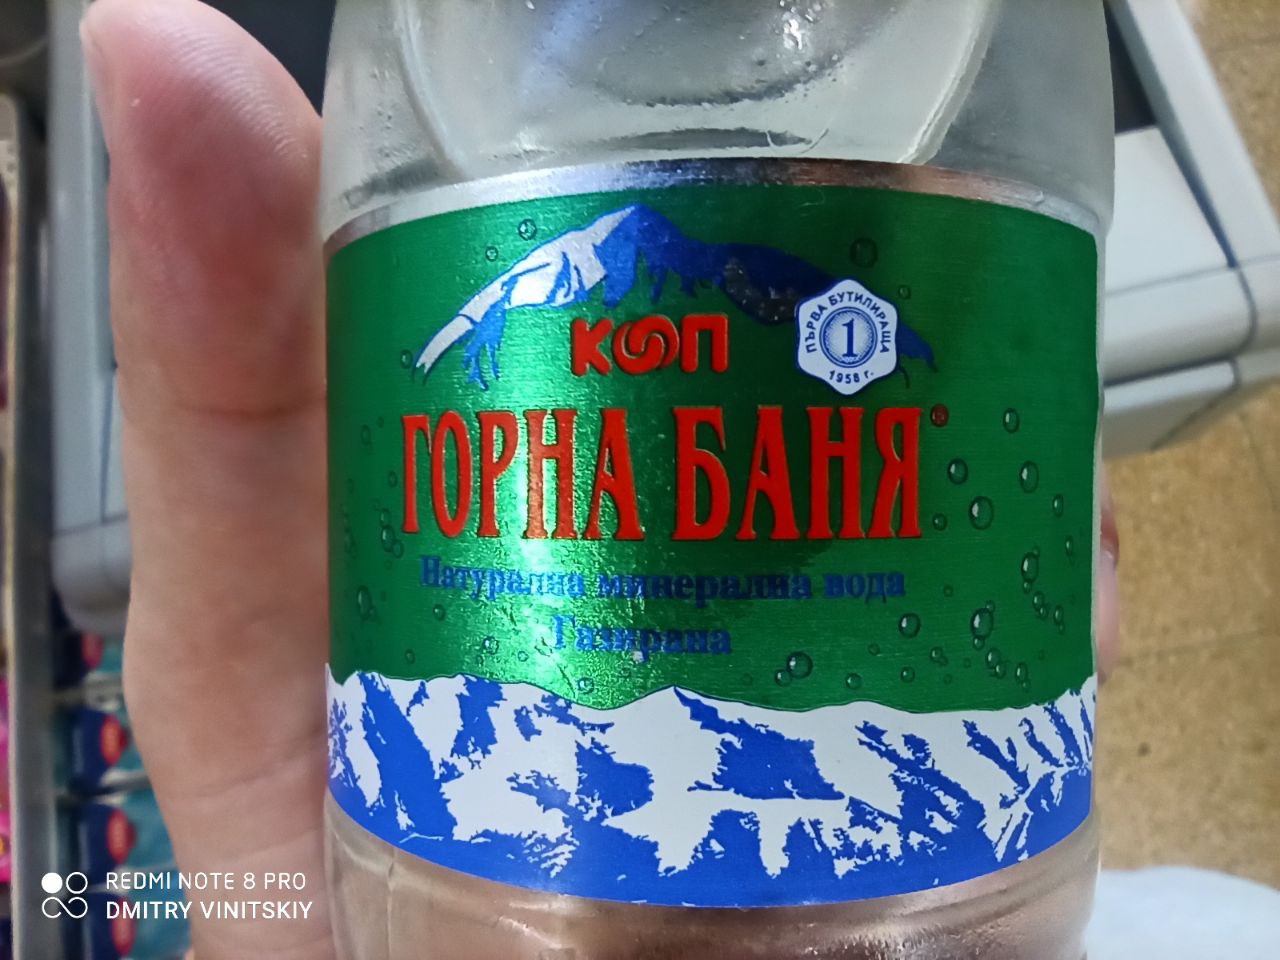 КОП
ПЪРВА БУТИЛИРАЩА
1
1958 г.
ГОРНА БАНЯ
Натурална минерална вода
Газирана
REDMI NOTE 8 PRO
DMITRY VINITSKIY